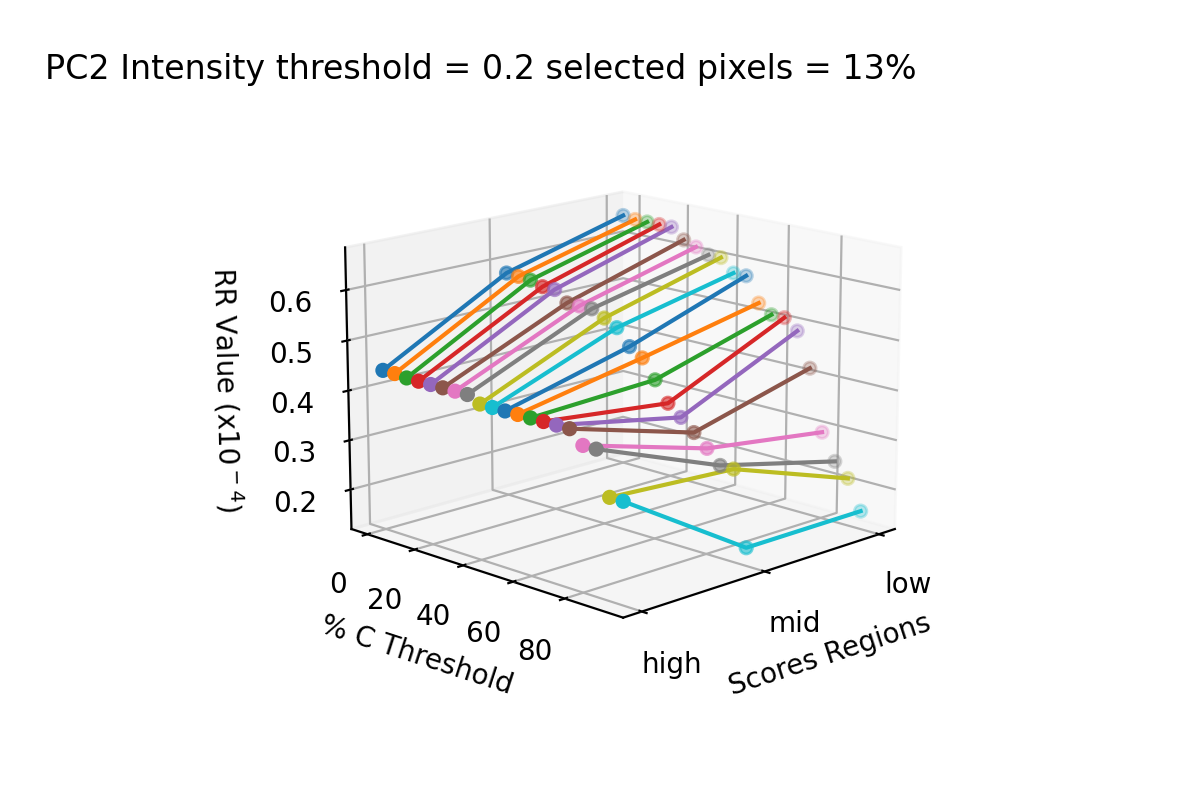 PC2 Intensity threshold = 0.2 selected pixels = 13%
RR Value (x10⁻⁴)
0.6
0.5
0.4
0.3
0.2
0
20
40
60
80
% C Threshold
high
mid
low
Scores Regions